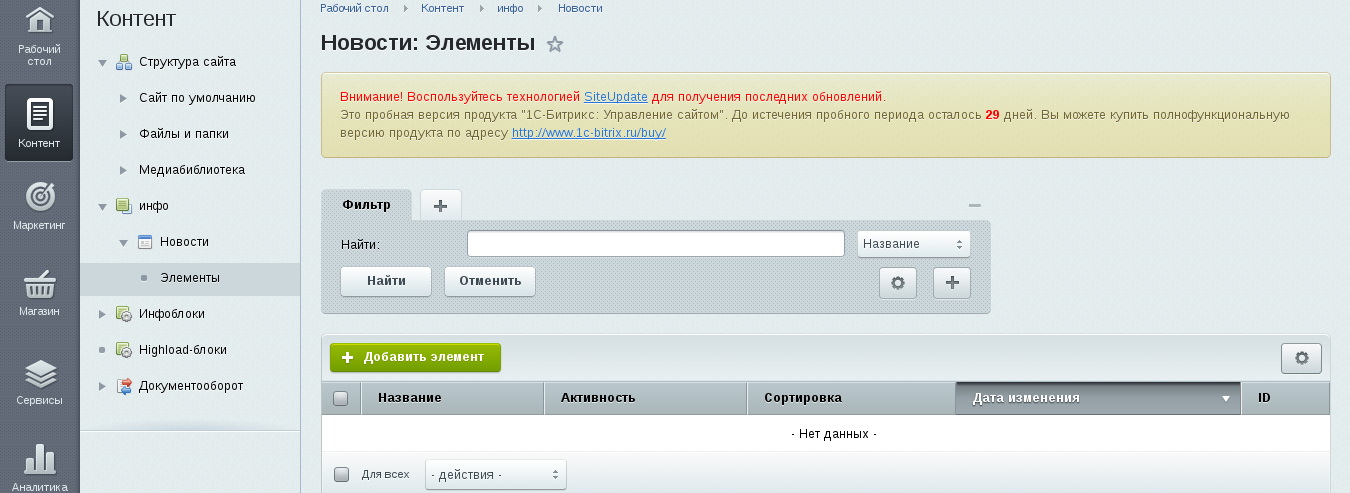 Рабочий
стол
Контент
Маркетинг
Магазин
Сервисы
Аналитика
Контент
Структура сайта
Сайт по умолчанию
Файлы и папки
Медиабиблиотека
инфо
Новости
Элементы
Инфоблоки
Highload-блоки
Документооборот
Рабочий стол Контент инфо Новости
Новости: Элементы
Внимание! Воспользуйтесь технологией SiteUpdate для получения последних обновлений.
Это пробная версия продукта "1С-Битрикс: Управление сайтом". До истечения пробного периода осталось 29 дней. Вы можете купить полнофункциональную
версию продукта по адресу http://www.1c-bitrix.ru/buy/
Фильтр
Найти: Название
Найти Отменить
Добавить элемент
Название Активность Сортировка Дата изменения ID
- Нет данных -
Для всех - действия -